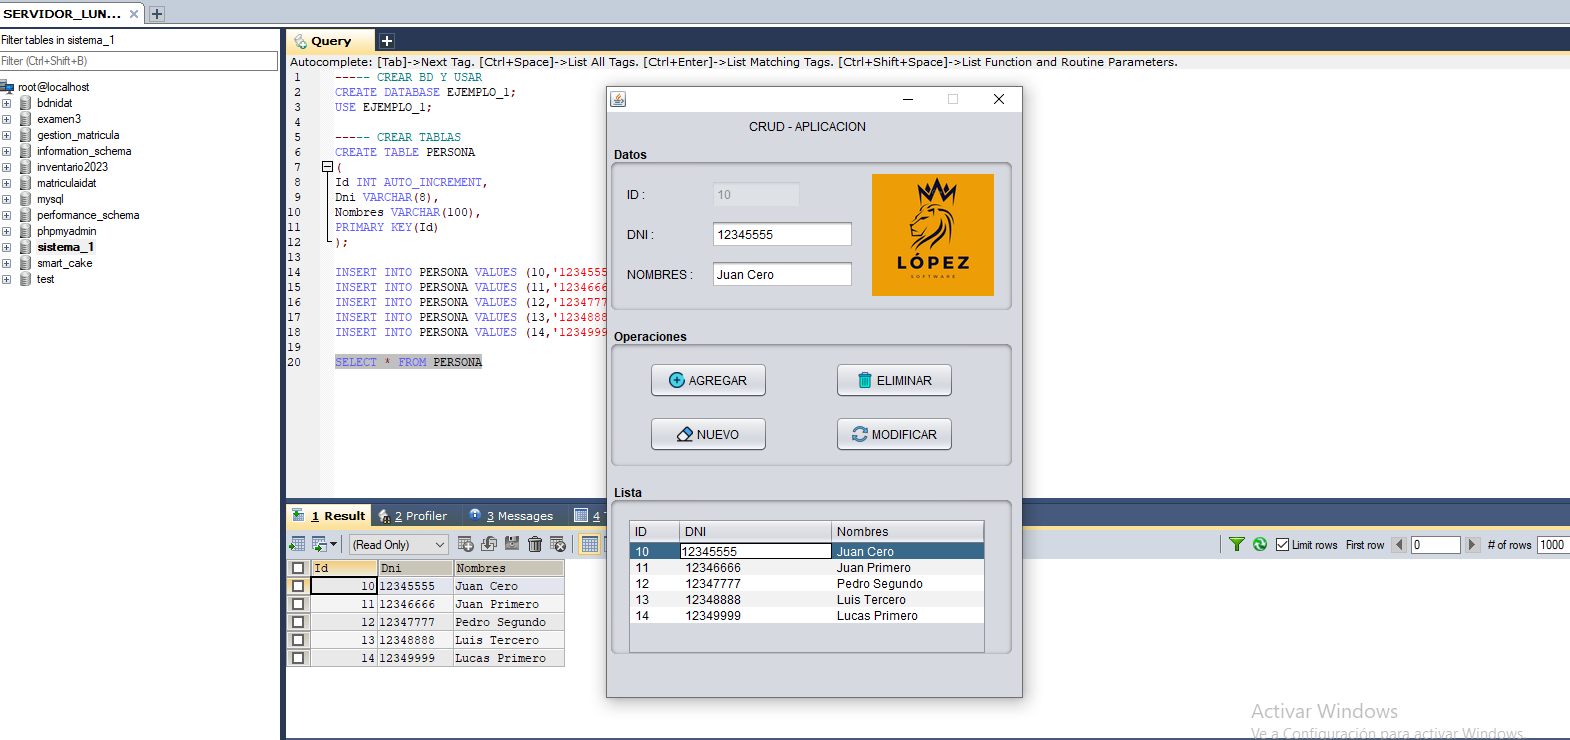 SERVIDOR_LUN...
Filter tables in sistema_1
Filter (Ctrl+Shift+B)
root@localhost
bdnidat
examen3
gestion_matricula
information_schema
inventario2023
matriculaidat
mysql
performance_schema
phpmyadmin
sistema_1
smart_cake
test
Query
Autocomplete: [Tab]->Next Tag. [Ctrl+Space]->List All Tags. [Ctrl+Enter]->List Matching Tags. [Ctrl+Shift+Space]->List Function and Routine Parameters.
1 ----- CREAR BD Y USAR
2 CREATE DATABASE EJEMPLO_1;
3 USE EJEMPLO_1;
4
5 ----- CREAR TABLAS
6 CREATE TABLE PERSONA
7 (
8 Id INT AUTO_INCREMENT,
9 Dni VARCHAR(8),
10 Nombres VARCHAR(100),
11 PRIMARY KEY(Id)
12 );
13
14 INSERT INTO PERSONA VALUES (10,'1234555
15 INSERT INTO PERSONA VALUES (11,'1234666
16 INSERT INTO PERSONA VALUES (12,'1234777
17 INSERT INTO PERSONA VALUES (13,'1234888
18 INSERT INTO PERSONA VALUES (14,'1234999
19
20 SELECT * FROM PERSONA
CRUD - APLICACION
Datos
ID : 10
DNI : 12345555
NOMBRES : Juan Cero
LÓPEZ
SOFTWARE
Operaciones
AGREGAR ELIMINAR
NUEVO MODIFICAR
Lista
ID DNI Nombres
10 12345555 Juan Cero
11 12346666 Juan Primero
12 12347777 Pedro Segundo
13 12348888 Luis Tercero
14 12349999 Lucas Primero
1 Result 2 Profiler 3 Messages 4
(Read Only) Limit rows First row 0 # of rows 1000
Id Dni Nombres
10 12345555 Juan Cero
11 12346666 Juan Primero
12 12347777 Pedro Segundo
13 12348888 Luis Tercero
14 12349999 Lucas Primero
Activar Windows
Ve a Configuración para activar Windows.